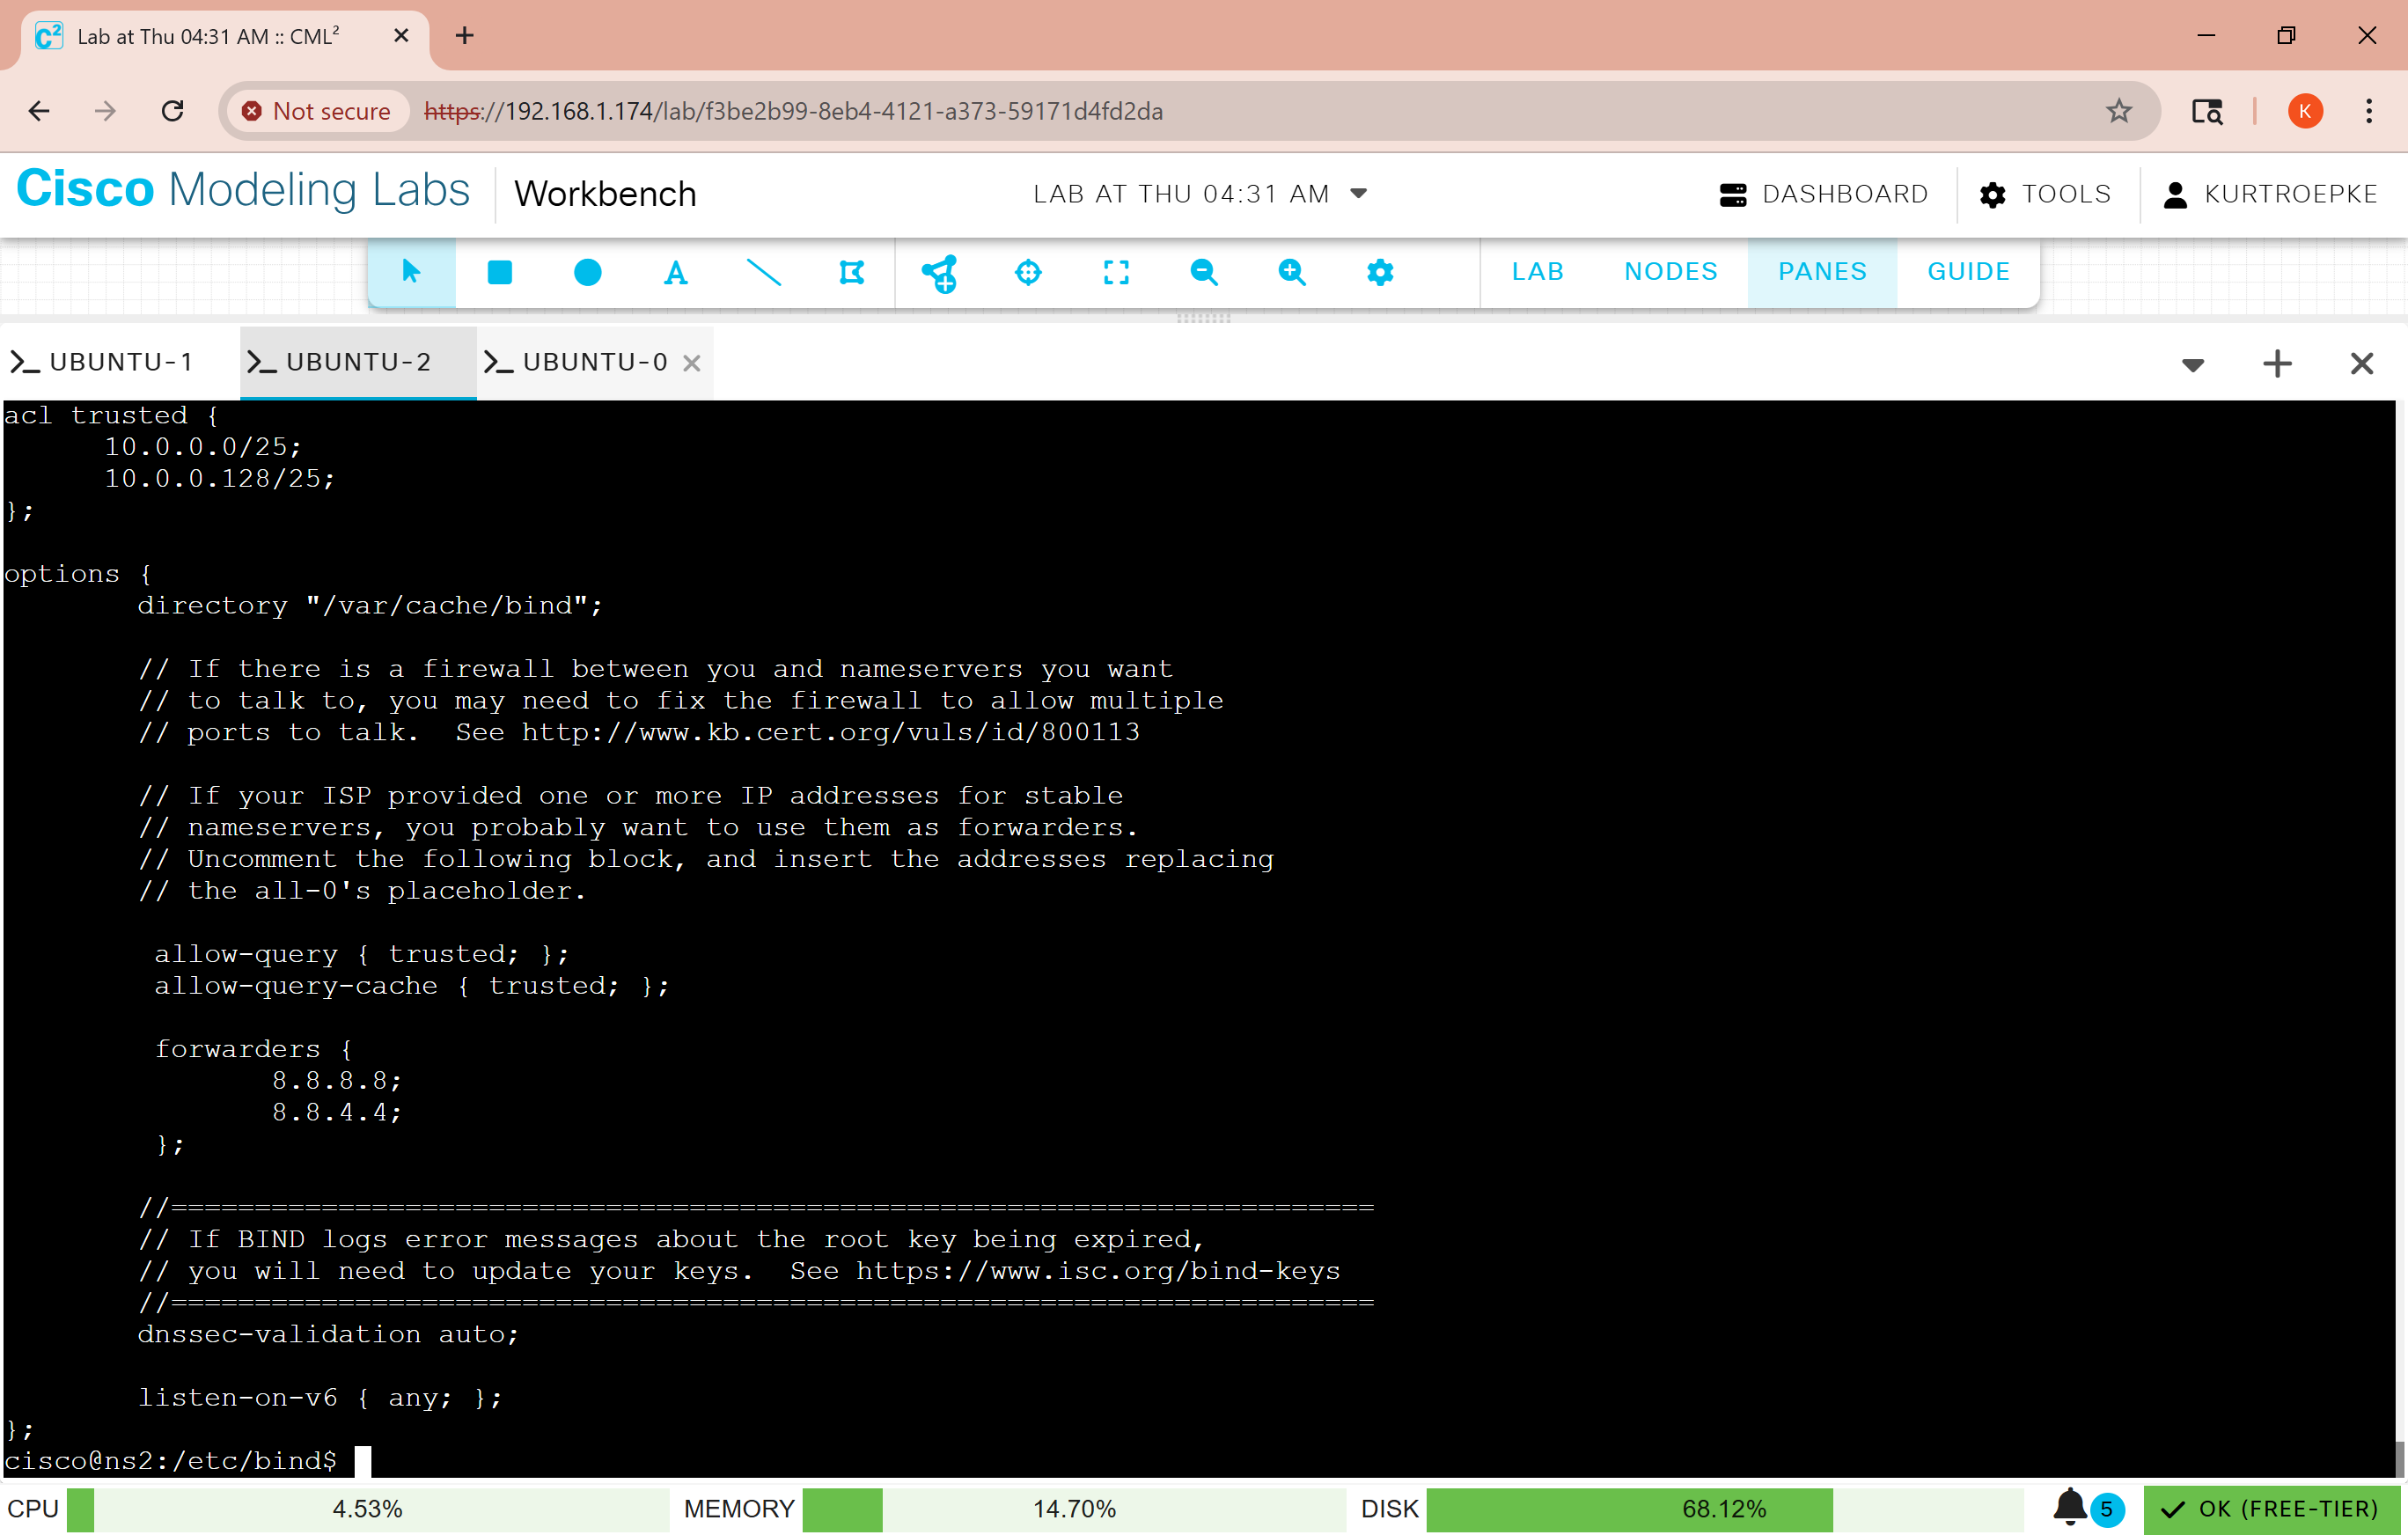 Lab at Thu 04:31 AM :: CML²
Not secure https://192.168.1.174/lab/f3be2b99-8eb4-4121-a373-59171d4fd2da
K
Cisco Modeling Labs Workbench LAB AT THU 04:31 AM DASHBOARD TOOLS KURTROEPKE
LAB NODES PANES GUIDE
UBUNTU-1 UBUNTU-2 UBUNTU-0
acl trusted {
      10.0.0.0/25;
      10.0.0.128/25;
};
options {
        directory "/var/cache/bind";
        // If there is a firewall between you and nameservers you want
        // to talk to, you may need to fix the firewall to allow multiple
        // ports to talk.  See http://www.kb.cert.org/vuls/id/800113
        // If your ISP provided one or more IP addresses for stable
        // nameservers, you probably want to use them as forwarders.
        // Uncomment the following block, and insert the addresses replacing
        // the all-0's placeholder.
         allow-query { trusted; };
         allow-query-cache { trusted; };
         forwarders {
                8.8.8.8;
                8.8.4.4;
         };
        //========================================================================
        // If BIND logs error messages about the root key being expired,
        // you will need to update your keys.  See https://www.isc.org/bind-keys
        //========================================================================
        dnssec-validation auto;
        listen-on-v6 { any; };
};
cisco@ns2:/etc/bind$
CPU 4.53% MEMORY 14.70% DISK 68.12% 5 OK (FREE-TIER)